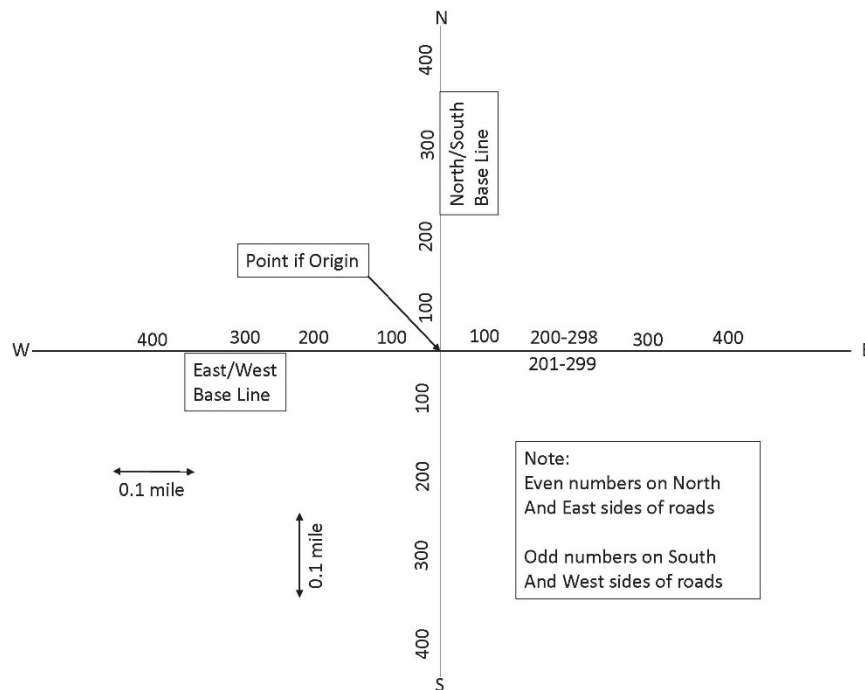 N
400
North/South
Base Line
300
200
Point if Origin
100
W 400 300 200 100 100 200-298 300 400 E
201-299
East/West
Base Line
100
0.1 mile
200
Note:
Even numbers on North
And East sides of roads
0.1 mile
300
Odd numbers on South
And West sides of roads
400
S